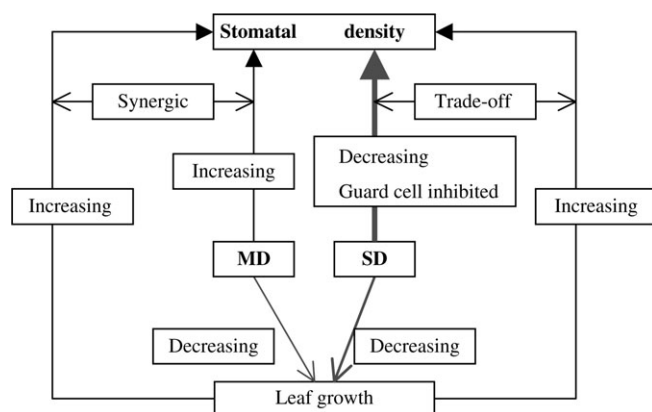 Stomatal density
Synergic
Trade-off
Decreasing
Guard cell inhibited
Increasing
Increasing
Increasing
MD
SD
Decreasing
Decreasing
Leaf growth